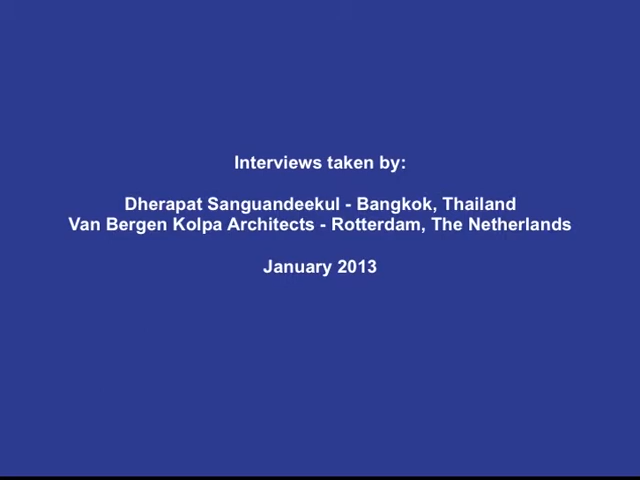 Interviews taken by:
Dherapat Sanguandeekul - Bangkok, Thailand
Van Bergen Kolpa Architects - Rotterdam, The Netherlands
January 2013